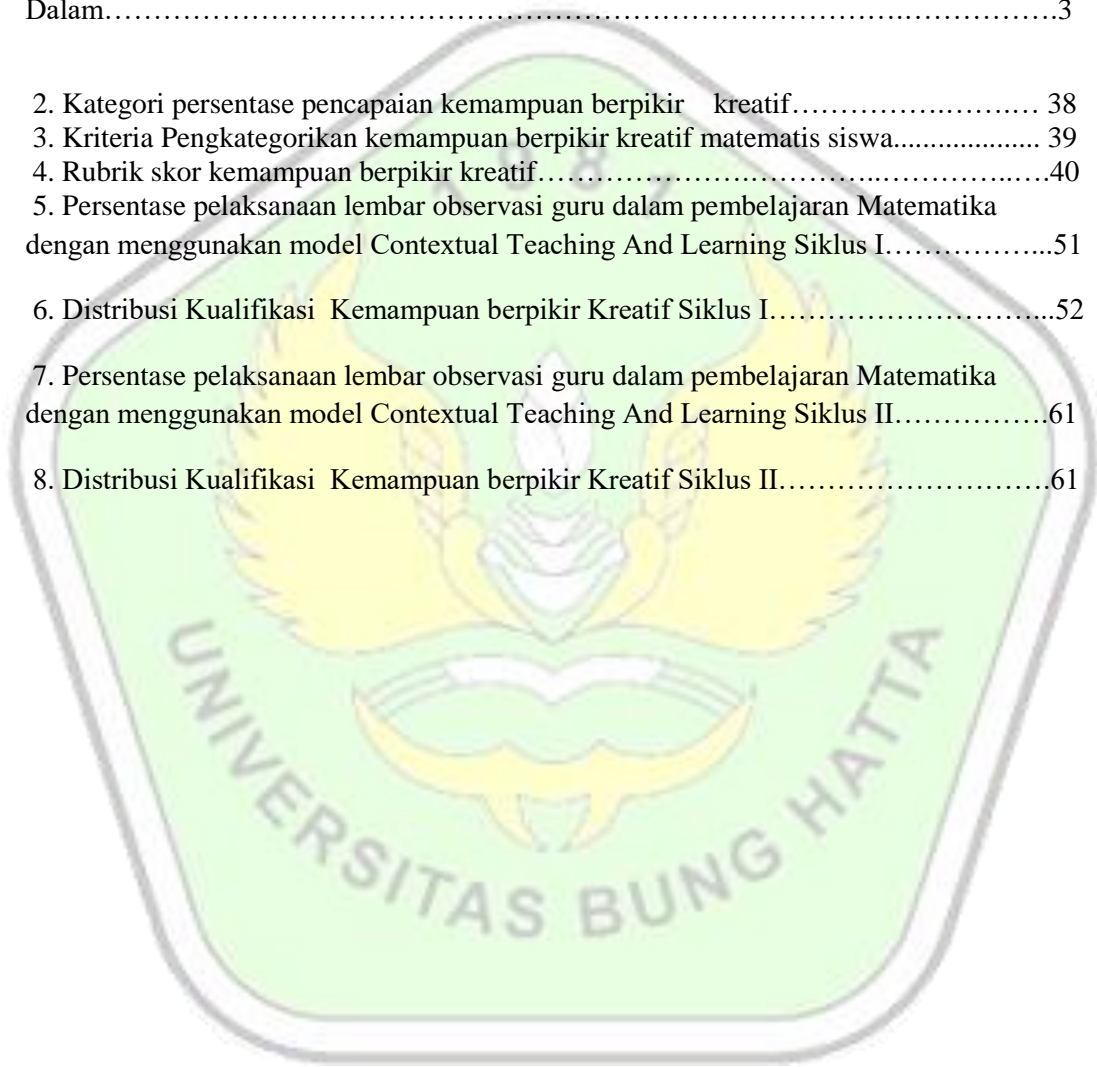 Dalam……………………………………………………………………………….……………….3
2. Kategori persentase pencapaian kemampuan berpikir kreatif……………….……….… 38
3. Kriteria Pengkategorikan kemampuan berpikir kreatif matematis siswa..................... 39
4. Rubrik skor kemampuan berpikir kreatif…………………….…………..…………..….40
5. Persentase pelaksanaan lembar observasi guru dalam pembelajaran Matematika
dengan menggunakan model Contextual Teaching And Learning Siklus I……………...51
6. Distribusi Kualifikasi Kemampuan berpikir Kreatif Siklus I………………………...52
7. Persentase pelaksanaan lembar observasi guru dalam pembelajaran Matematika
dengan menggunakan model Contextual Teaching And Learning Siklus II…………….61
8. Distribusi Kualifikasi Kemampuan berpikir Kreatif Siklus II……………………….61
1981
UNIVERSITAS BUNG HATTA